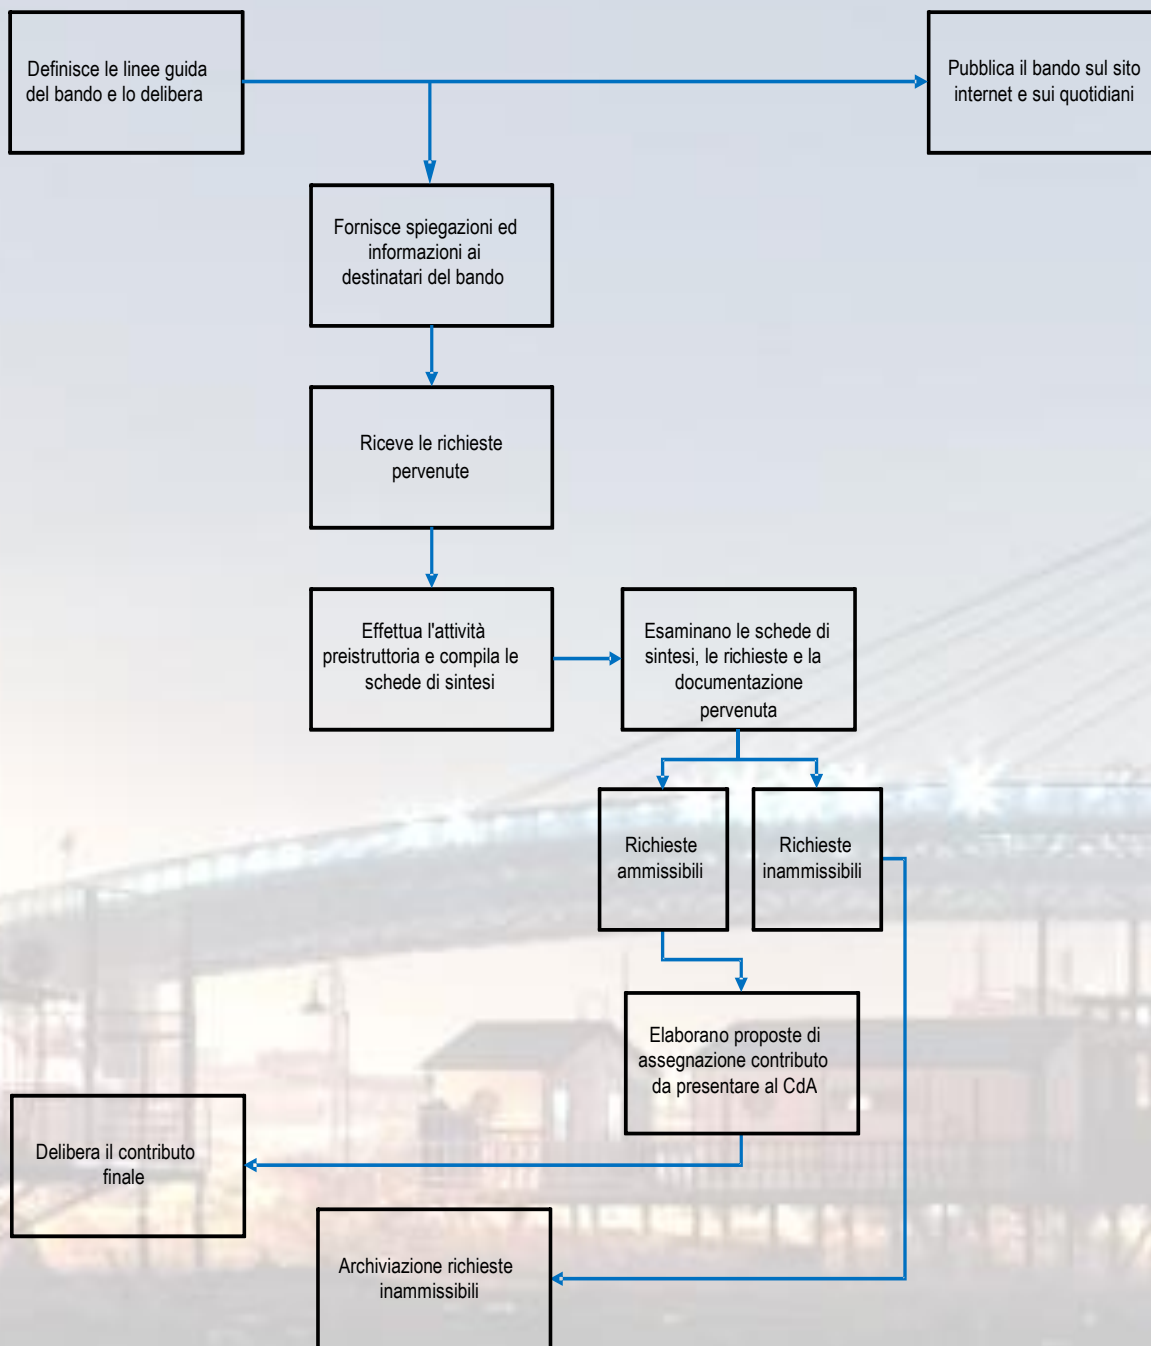 Definisce le linee guida
del bando e lo delibera
Pubblica il bando sul sito
internet e sui quotidiani
Fornisce spiegazioni ed
informazioni ai
destinatari del bando
Riceve le richieste
pervenute
Effettua l'attività
preistruttoria e compila le
schede di sintesi
Esaminano le schede di
sintesi, le richieste e la
documentazione
pervenuta
Richieste
ammissibili
Richieste
inammissibili
Elaborano proposte di
assegnazione contributo
da presentare al CdA
Delibera il contributo
finale
Archiviazione richieste
inammissibili